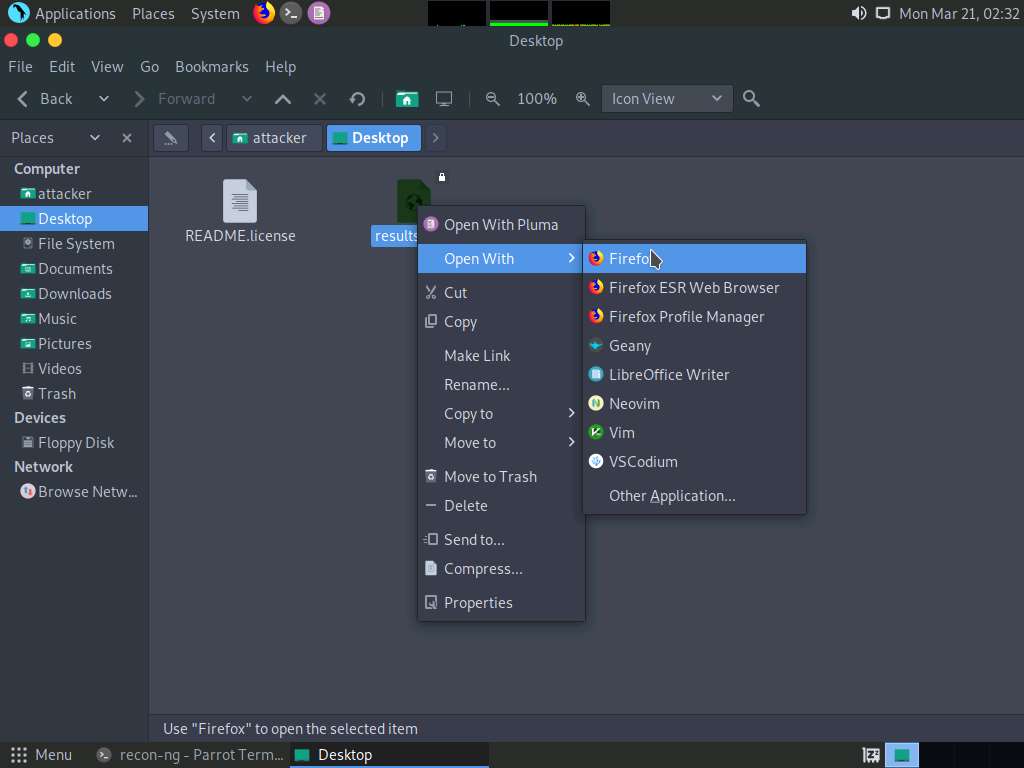 Applications Places System Mon Mar 21, 02:32
Desktop
File Edit View Go Bookmarks Help
Back Forward 100% Icon View
Places attacker Desktop
Computer
attacker
Desktop
File System
Documents
Downloads
Music
Pictures
Videos
Trash
Devices
Floppy Disk
Network
Browse Netw...
README.license
results
Open With Pluma
Open With
Cut
Copy
Make Link
Rename...
Copy to
Move to
Move to Trash
Delete
Send to...
Compress...
Properties
Firefox
Firefox ESR Web Browser
Firefox Profile Manager
Geany
LibreOffice Writer
Neovim
Vim
VSCodium
Other Application...
Use "Firefox" to open the selected item
Menu recon-ng - Parrot Term... Desktop